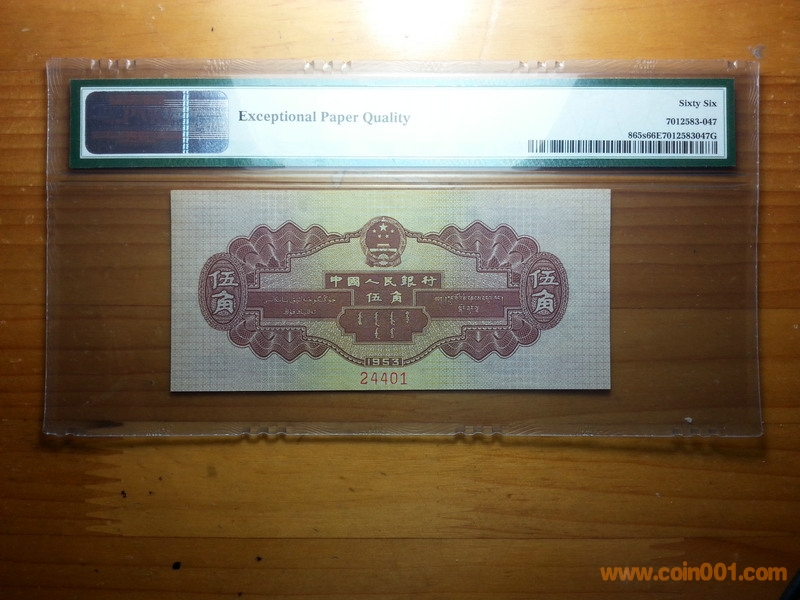 Exceptional Paper Quality
Sixty Six
7012583-047
865s66E7012583047G
中國人民銀行
伍角
伍角
伍角
1953
24401
www.coin001.com